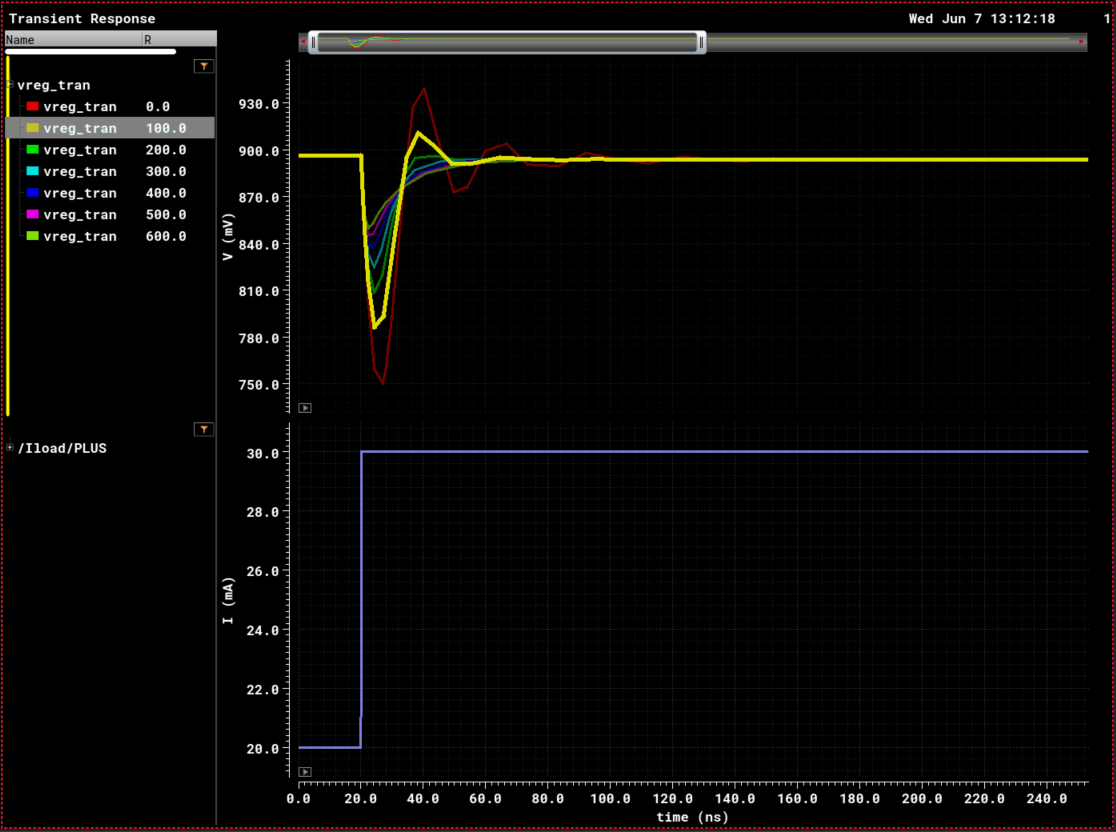 Transient Response
Wed Jun 7 13:12:18 1
Name R
vreg_tran
vreg_tran 0.0
vreg_tran 100.0
vreg_tran 200.0
vreg_tran 300.0
vreg_tran 400.0
vreg_tran 500.0
vreg_tran 600.0
930.0
900.0
870.0
840.0
810.0
780.0
750.0
V (mV)
/Iload/PLUS
30.0
28.0
26.0
24.0
22.0
20.0
I (mA)
0.0 20.0 40.0 60.0 80.0 100.0 120.0 140.0 160.0 180.0 200.0 220.0 240.0
time (ns)